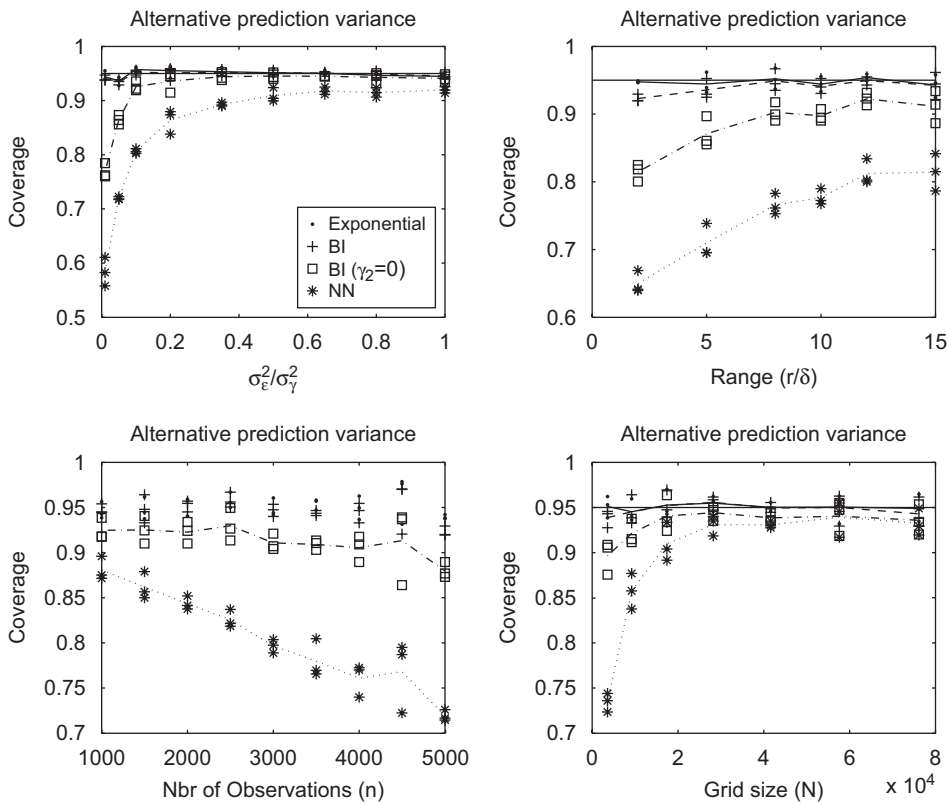 Alternative prediction variance
1
0.9
0.8
0.7
0.6
0.5
Coverage
Exponential
BI
BI (γ₂=0)
NN
0 0.2 0.4 0.6 0.8 1
σ²_ε/σ²_γ
Alternative prediction variance
1
0.9
0.8
0.7
0.6
0.5
Coverage
0 5 10 15
Range (r/δ)
Alternative prediction variance
1
0.95
0.9
0.85
0.8
0.75
0.7
Coverage
1000 2000 3000 4000 5000
Nbr of Observations (n)
Alternative prediction variance
1
0.95
0.9
0.85
0.8
0.75
0.7
Coverage
0 2 4 6 8
Grid size (N)
x 10⁴